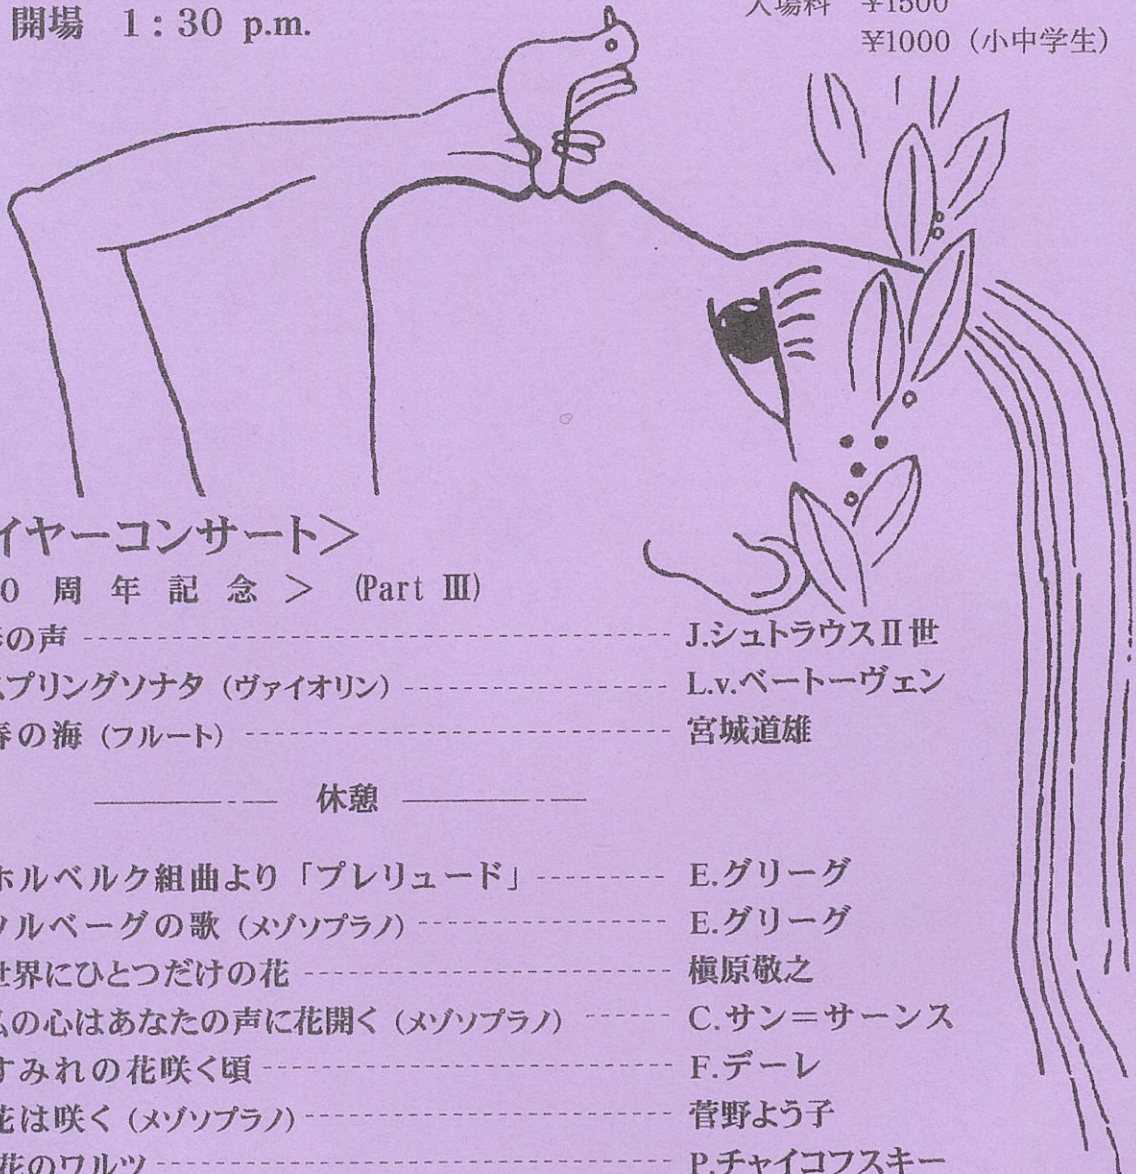 開場 1：30 p.m.
入場料 ¥1500
¥1000（小中学生）
イヤーコンサート＞
0 周 年 記 念 ＞ (Part Ⅲ)
の声 J.シュトラウスⅡ世
プリングソナタ（ヴァイオリン） L.v.ベートーヴェン
春の海（フルート） 宮城道雄
休憩
ホルベルク組曲より「プレリュード」 E.グリーグ
ソルベーグの歌（メゾソプラノ） E.グリーグ
世界にひとつだけの花 槇原敬之
の心はあなたの声に花開く（メゾソプラノ） C.サン＝サーンス
すみれの花咲く頃 F.デーレ
花は咲く（メゾソプラノ） 菅野よう子
花のワルツ P.チャイコフスキー